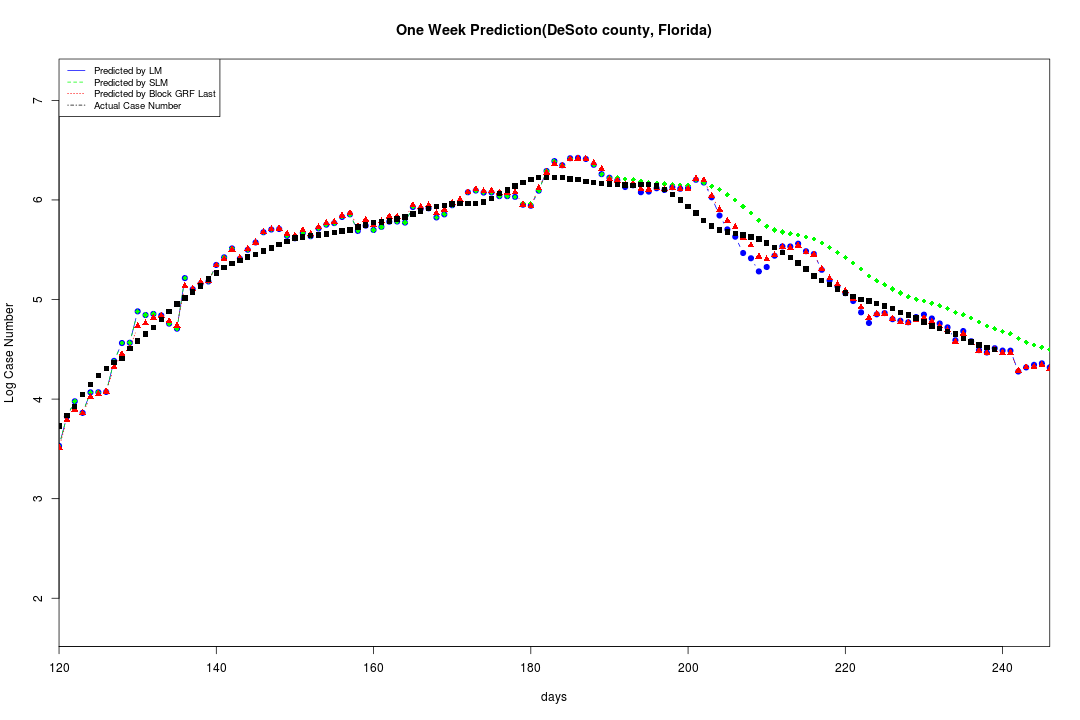 One Week Prediction(DeSoto county, Florida)
Predicted by LM
Predicted by SLM
Predicted by Block GRF Last
Actual Case Number
7
6
5
4
3
2
Log Case Number
120 140 160 180 200 220 240
days